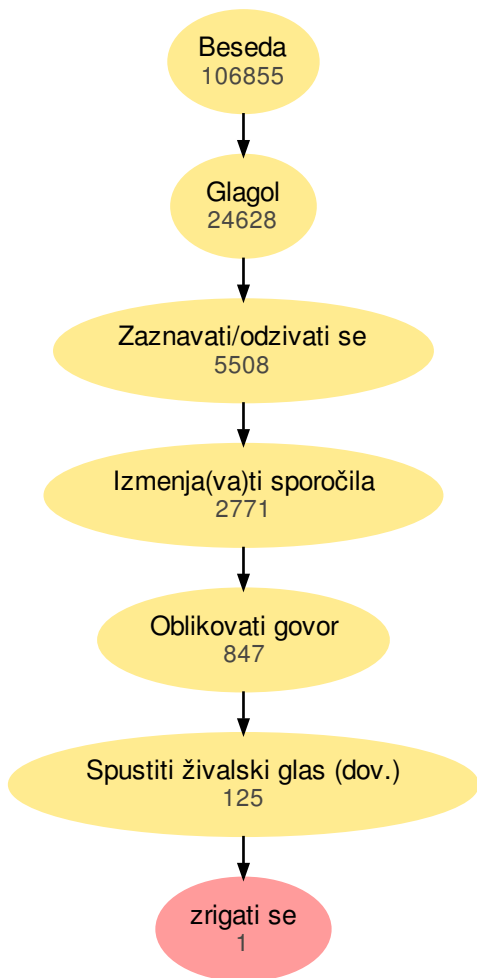 Beseda
106855
Glagol
24628
Zaznavati/odzivati se
5508
Izmenja(va)ti sporočila
2771
Oblikovati govor
847
Spustiti živalski glas (dov.)
125
zrigati se
1